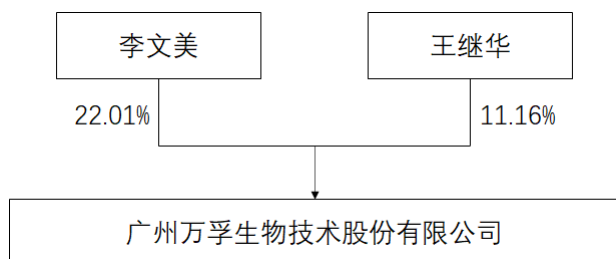 李文美
王继华
22.01%
11.16%
广州万孚生物技术股份有限公司